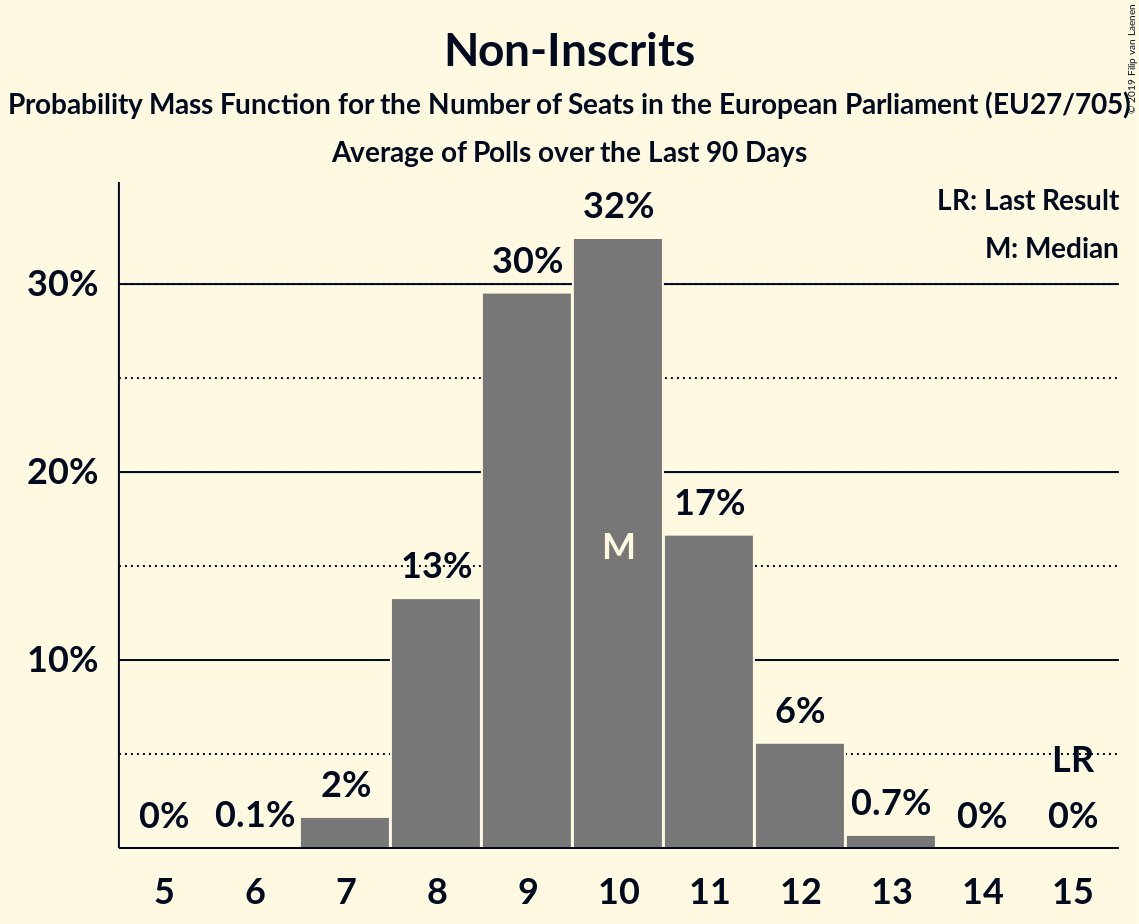 Non-Inscrits
Probability Mass Function for the Number of Seats in the European Parliament (EU27/705)
Average of Polls over the Last 90 Days
© 2019 Filip van Laenen
LR: Last Result
M: Median
30%
20%
10%
0%
0.1%
2%
13%
30%
32%
M
17%
6%
0.7%
0%
LR
0%
5 6 7 8 9 10 11 12 13 14 15